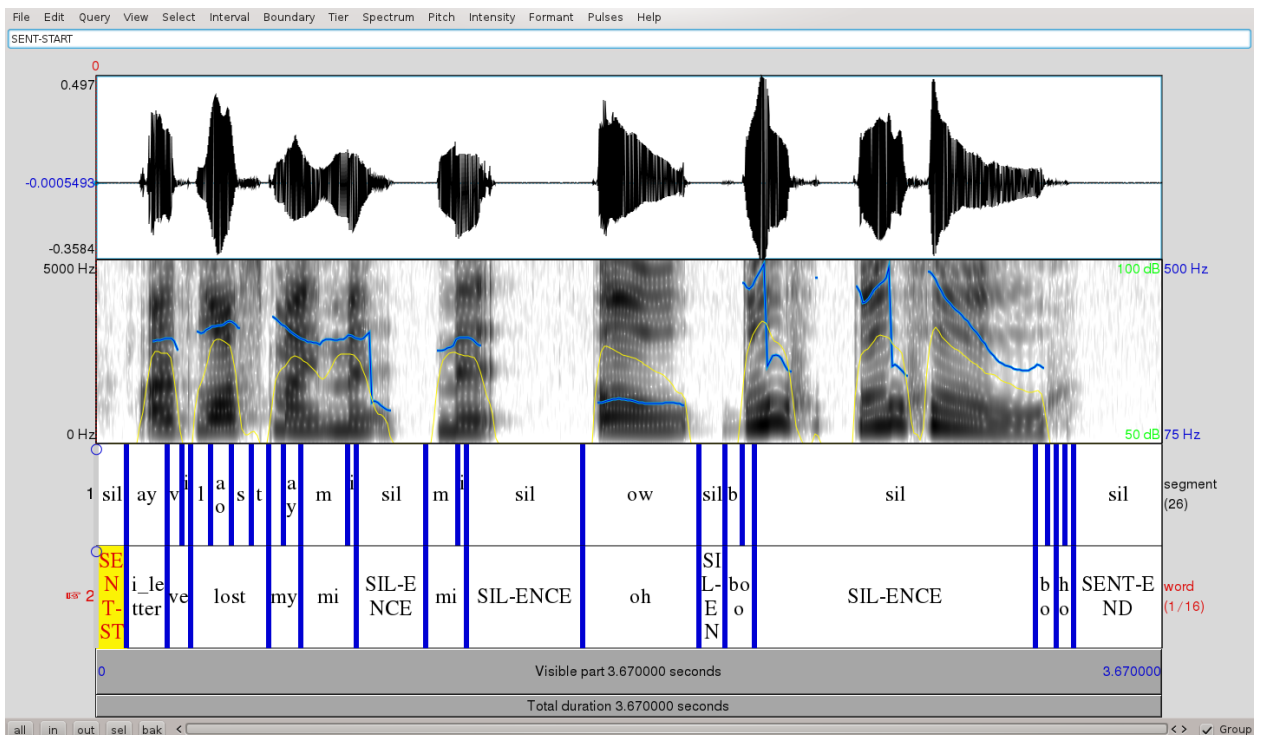 File Edit Query View Select Interval Boundary Tier Spectrum Pitch Intensity Formant Pulses Help
SENT-START
0
0.497
-0.0005493
-0.3584
5000 Hz
100 dB
500 Hz
0 Hz
50 dB
75 Hz
1
sil ay v i l ao s t ay m i sil m i sil ow sil b sil sil
segment
(26)
2
SE
N
T-
ST
i_le
tter
ve
lost
my
mi
SIL-E
NCE
mi
SIL-ENCE
oh
SI
L-
E
N
bo
o
SIL-ENCE
b
o
h
o
SENT-E
ND
word
(1/16)
0
Visible part 3.670000 seconds
3.670000
Total duration 3.670000 seconds
all in out sel bak < < > Group